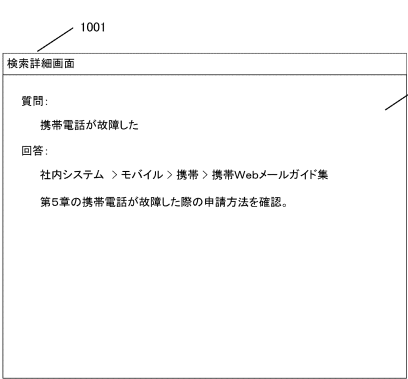 1001
検索詳細画面
質問：
携帯電話が故障した
回答：
社内システム ＞モバイル＞携帯＞携帯Webメールガイド集
第5章の携帯電話が故障した際の申請方法を確認。